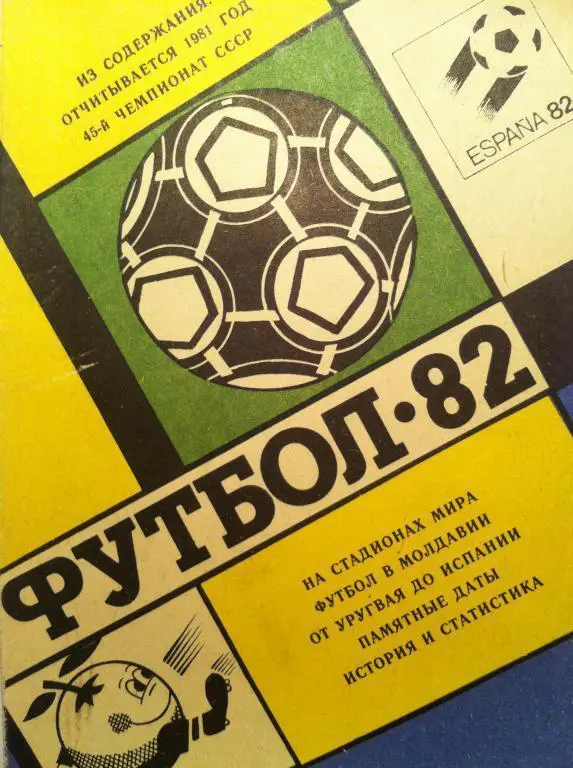 ИЗ СОДЕРЖАНИЯ:
ОТЧИТЫВАЕТСЯ 1981 ГОД
45-й ЧЕМПИОНАТ СССР
ESPAÑA 82
ФУТБОЛ·82
НА СТАДИОНАХ МИРА
ФУТБОЛ В МОЛДАВИИ
ОТ УРУГВАЯ ДО ИСПАНИИ
ПАМЯТНЫЕ ДАТЫ
ИСТОРИЯ И СТАТИСТИКА